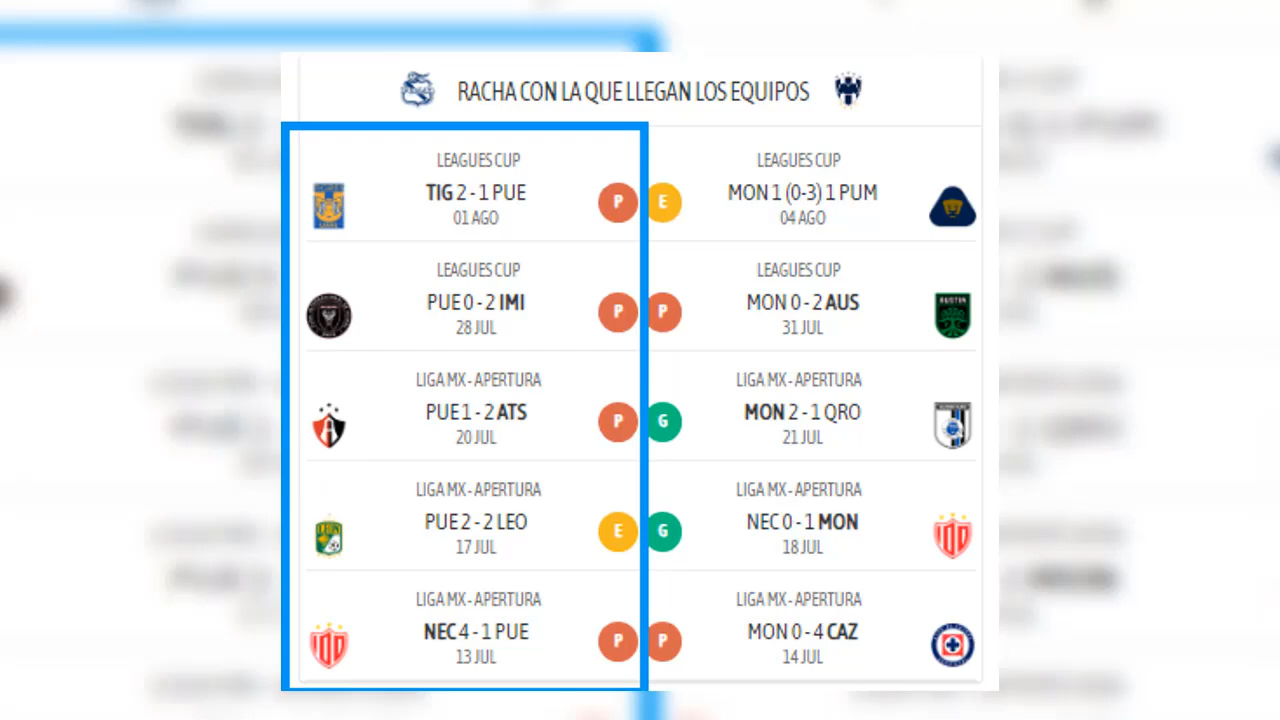 RACHA CON LA QUE LLEGAN LOS EQUIPOS
LEAGUES CUP
TIG 2 - 1 PUE
01 AGO
P
LEAGUES CUP
PUE 0 - 2 IMI
28 JUL
P
LIGA MX - APERTURA
PUE 1 - 2 ATS
20 JUL
P
LIGA MX - APERTURA
PUE 2 - 2 LEO
17 JUL
E
LIGA MX - APERTURA
NEC 4 - 1 PUE
13 JUL
P
LEAGUES CUP
E
MON 1 (0-3) 1 PUM
04 AGO
LEAGUES CUP
P
MON 0 - 2 AUS
31 JUL
AUSTIN
LIGA MX - APERTURA
G
MON 2 - 1 QRO
21 JUL
LIGA MX - APERTURA
G
NEC 0 - 1 MON
18 JUL
LIGA MX - APERTURA
P
MON 0 - 4 CAZ
14 JUL